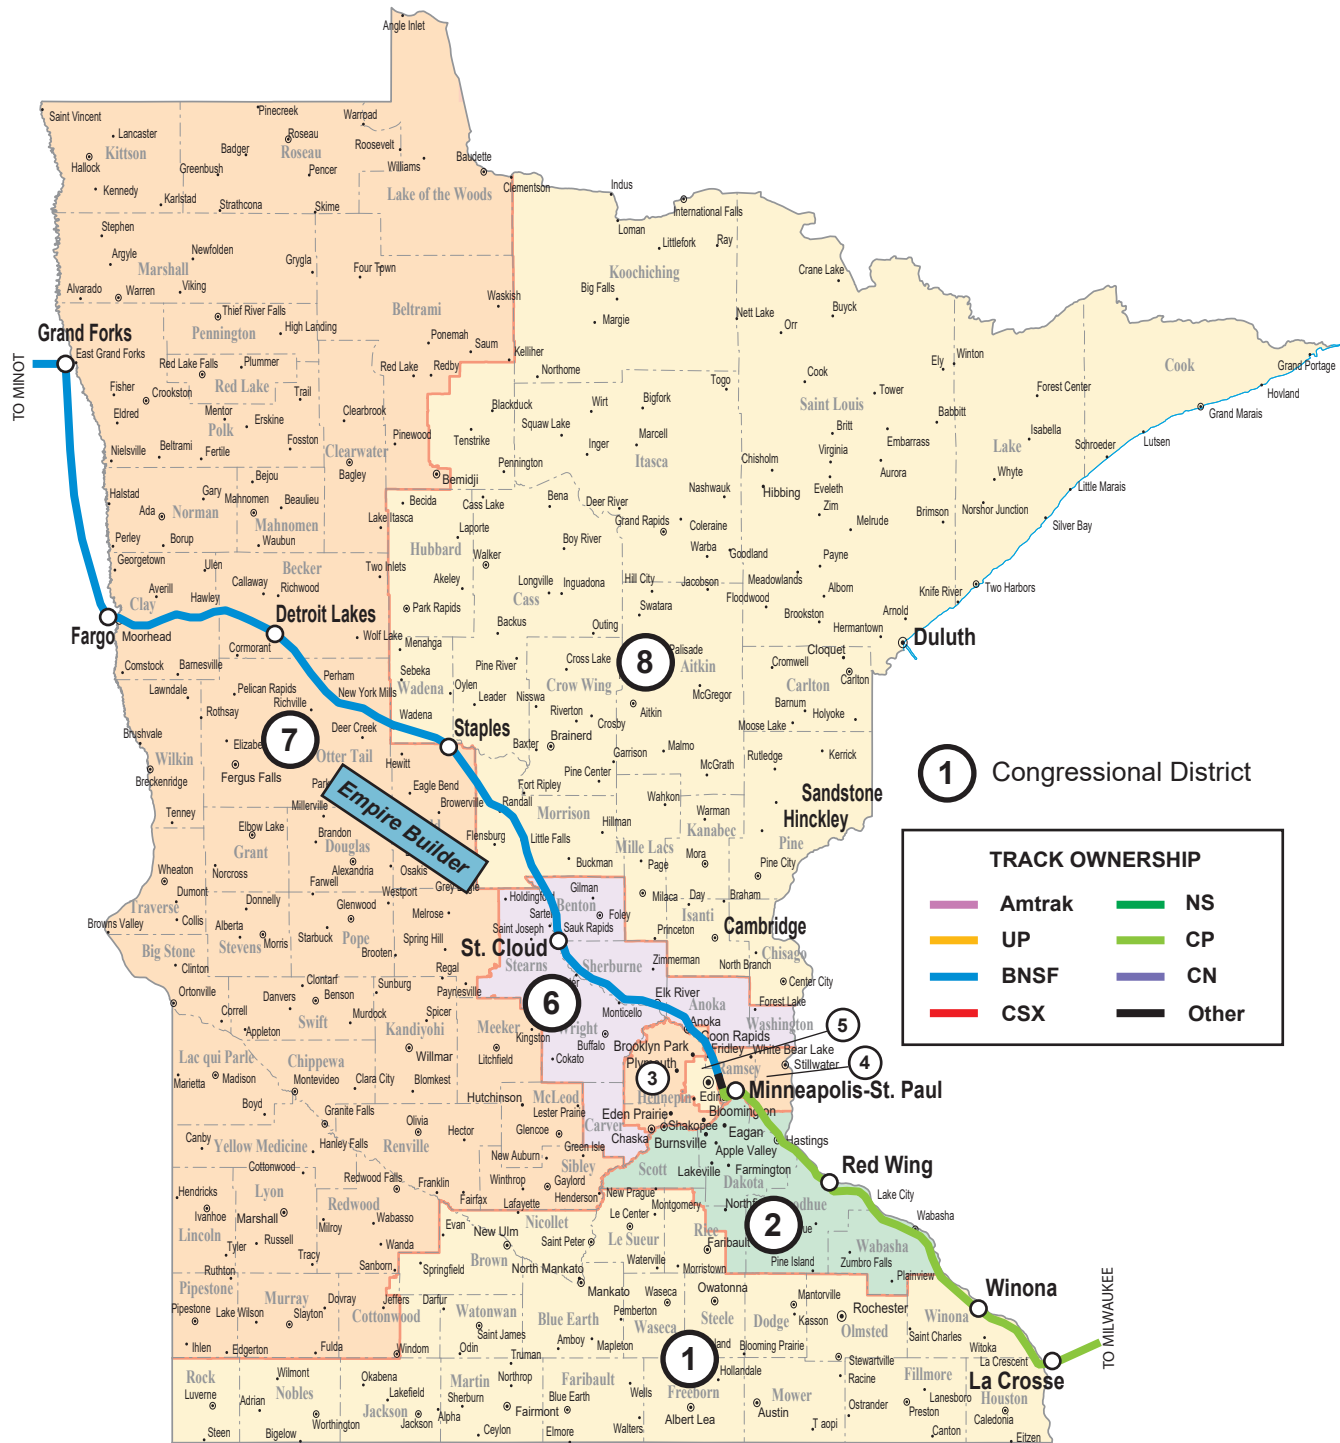 Angle Inlet
Saint Vincent
Pinecreek
Warroad
Lancaster
Roseau
Roosevelt
Kittson
Badger
Roseau
Baudette
Hallock
Greenbush
Pencer
Williams
Clementson
Indus
Kennedy
Karlstad
Strathcona
Skime
Lake of the Woods
International Falls
Stephen
Loman
Littlefork
Ray
Argyle
Newfolden
Grygla
Four Town
Marshall
Koochiching
Crane Lake
Alvarado
Warren
Viking
Waskish
Big Falls
Buyck
Thief River Falls
Beltrami
Margie
Nett Lake
Orr
Grand Forks
Pennington
High Landing
Ponemah
Saum
TO MINOT
East Grand Forks
Red Lake Falls
Plummer
Red Lake
Redby
Kelliher
Northome
Ely
Winton
Cook
Grand Portage
Fisher
Crookston
Red Lake
Trail
Togo
Cook
Tower
Forest Center
Hovland
Eldred
Mentor
Erskine
Clearbrook
Blackduck
Wirt
Bigfork
Saint Louis
Babbitt
Grand Marais
Polk
Squaw Lake
Britt
Isabella
Nielsville
Beltrami
Fertile
Fosston
Pinewood
Tenstrike
Inger
Marcell
Embarrass
Lake
Schroeder
Lutsen
Clearwater
Itasca
Virginia
Bagley
Bemidji
Pennington
Chisholm
Aurora
Whyte
Halstad
Gary
Bejou
Mahnomen
Beaulieu
Becida
Cass Lake
Bena
Deer River
Nashwauk
Hibbing
Eveleth
Little Marais
Ada
Norman
Mahnomen
Lake Itasca
Laporte
Grand Rapids
Coleraine
Zim
Melrude
Brimson
Norshor Junction
Silver Bay
Perley
Borup
Waubun
Hubbard
Walker
Boy River
Warba
Goodland
Payne
Georgetown
Ulen
Becker
Two Inlets
Akeley
Longville
Inguadona
Hill City
Jacobson
Meadowlands
Alborn
Knife River
Two Harbors
Averill
Callaway
Richwood
Clay
Hawley
Park Rapids
Cass
Swatara
Floodwood
Brookston
Arnold
Fargo
Moorhead
Detroit Lakes
Wolf Lake
Menahga
Backus
Outing
Hermantown
Duluth
Comstock
Barnesville
Cormorant
Sebeka
Pine River
Cross Lake
8
Palisade
Aitkin
Cromwell
Cloquet
Carlton
Carlton
Lawndale
Pelican Rapids
Perham
New York Mills
Wadena
Oylen
Crow Wing
McGregor
Rothsay
Richville
Wadena
Leader
Nisswa
Riverton
Crosby
Aitkin
Barnum
Holyoke
Moose Lake
Brushvale
7
Elizabe
Deer Creek
Staples
Baxter
Brainerd
Malmo
Rutledge
Kerrick
Wilkin
Otter Tail
Hewitt
Garrison
McGrath
Breckenridge
Fergus Falls
Park
Eagle Bend
Fort Ripley
Pine Center
1 Congressional District
Tenney
Millerville
Empire Builder
Browerville
Randall
Wahkon
Warman
Sandstone
Hinckley
Elbow Lake
Brandon
Douglas
ld
Morrison
Hillman
Kanabec
Grant
Flensburg
Little Falls
Mille Lacs
Pine
Wheaton
Norcross
Alexandria
Osakis
Buckman
Page
Mora
Pine City
Farwell
Dumont
Donnelly
Westport
Grey Eagle
Holdingford
Gilman
Milaca
Day
Braham
Traverse
Glenwood
Benton
Isanti
Browns Valley
Collis
Alberta
Melrose
Sartell
Foley
Cambridge
Stevens
Morris
Starbuck
Pope
Spring Hill
Saint Joseph
Sauk Rapids
Princeton
Big Stone
Brooten
St. Cloud
Chisago
Clinton
Regal
Stearns
Sherburne
Zimmerman
North Branch
Clontarf
Sunburg
Paynesville
Center City
Ortonville
Danvers
Benson
6
Elk River
Anoka
Forest Lake
Correll
Murdock
Spicer
Monticello
Swift
Kandiyohi
Meeker
Kingston
Wright
Anoka
Washington
Appleton
Coon Rapids
5
Lac qui Parle
Chippewa
Willmar
Litchfield
Buffalo
Brooklyn Park
Fridley
White Bear Lake
Stillwater
Cokato
Plymouth
Ramsey
4
Marietta
Madison
Montevideo
Clara City
Blomkest
3
Minneapolis-St. Paul
Boyd
Granite Falls
Hutchinson
McLeod
Hennepin
Edin
Lester Prairie
Eden Prairie
Bloomington
Canby
Hanley Falls
Olivia
Glencoe
Carver
Shakopee
Eagan
Yellow Medicine
Renville
Hector
Chaska
Burnsville
Hastings
Cottonwood
New Auburn
Green Isle
Apple Valley
Sibley
Scott
Lakeville
Farmington
Red Wing
Hendricks
Lyon
Redwood Falls
Franklin
Winthrop
Gaylord
Dakota
Ivanhoe
Redwood
Fairfax
Lafayette
Henderson
New Prague
Northfi
odhue
Lake City
Marshall
Milroy
Wabasso
Nicollet
Le Center
Montgomery
2
Wabasha
Lincoln
Russell
Evan
New Ulm
Le Sueur
Rice
ue
Tyler
Wanda
Saint Peter
Faribault
Wabasha
Ruthton
Tracy
Sanborn
Springfield
Brown
Waterville
Pine Island
Zumbro Falls
North Mankato
Morristown
Plainview
Pipestone
Dovray
Jeffers
Darfur
Mankato
Owatonna
Mantorville
Winona
Murray
Waseca
Pipestone
Lake Wilson
Slayton
Cottonwood
Watonwan
Blue Earth
Pemberton
Steele
Dodge
Kasson
Rochester
Winona
Saint James
Waseca
Olmsted
Saint Charles
Ihlen
Edgerton
Fulda
Windom
Odin
Amboy
Mapleton
1
land
Blooming Prairie
Witoka
TO MILWAUKEE
Truman
La Crescent
Rock
Wilmont
Okabena
Martin
Northrop
Faribault
Hollandale
Stewartville
Fillmore
La Crosse
Luverne
Nobles
Lakefield
Sherburn
Blue Earth
Wells
Freeborn
Mower
Racine
Lanesboro
Houston
Adrian
Jackson
Fairmont
Albert Lea
Austin
Ostrander
Preston
Caledonia
Worthington
Jackson
Alpha
Walters
T aopi
Steen
Bigelow
Ceylon
Elmore
Canton
Eitzen
TRACK OWNERSHIP
Amtrak
NS
UP
CP
BNSF
CN
CSX
Other